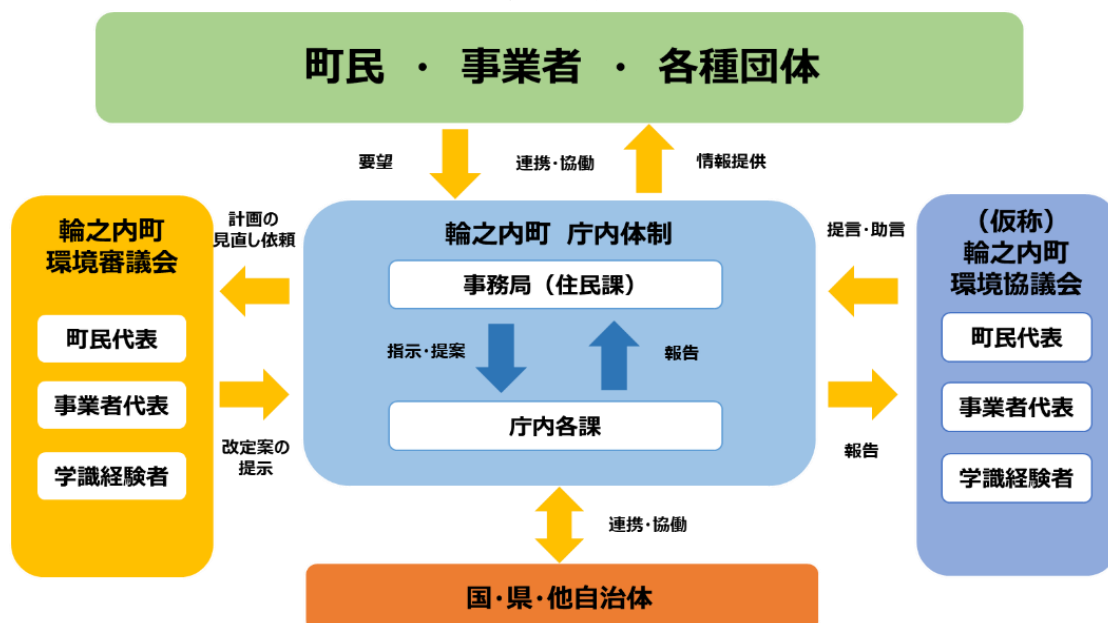 町民 ・ 事業者 ・ 各種団体
要望
連携・協働
情報提供
輪之内町
環境審議会
町民代表
事業者代表
学識経験者
計画の
見直し依頼
改定案の
提示
輪之内町 庁内体制
事務局（住民課）
指示・提案
報告
庁内各課
提言・助言
報告
（仮称）
輪之内町
環境協議会
町民代表
事業者代表
学識経験者
連携・協働
国・県・他自治体